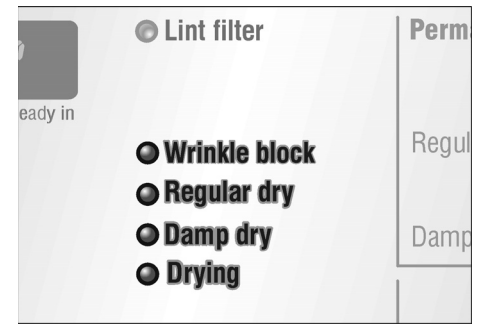 Lint filter
Perm
eady in
Wrinkle block
Regul
Regular dry
Damp dry
Damp
Drying